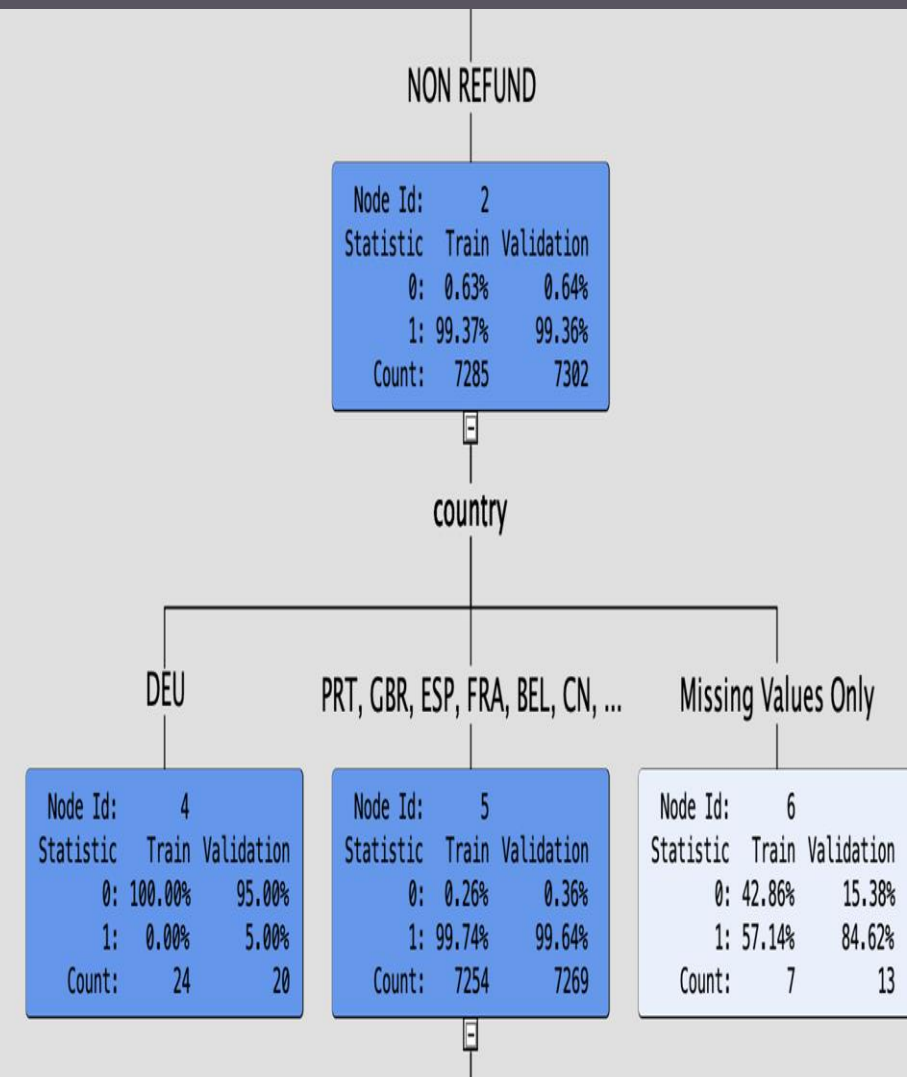 NON REFUND
Node Id: 2
Statistic Train Validation
0: 0.63% 0.64%
1: 99.37% 99.36%
Count: 7285 7302
country
DEU
PRT, GBR, ESP, FRA, BEL, CN, ...
Missing Values Only
Node Id: 4
Statistic Train Validation
0: 100.00% 95.00%
1: 0.00% 5.00%
Count: 24 20
Node Id: 5
Statistic Train Validation
0: 0.26% 0.36%
1: 99.74% 99.64%
Count: 7254 7269
Node Id: 6
Statistic Train Validation
0: 42.86% 15.38%
1: 57.14% 84.62%
Count: 7 13